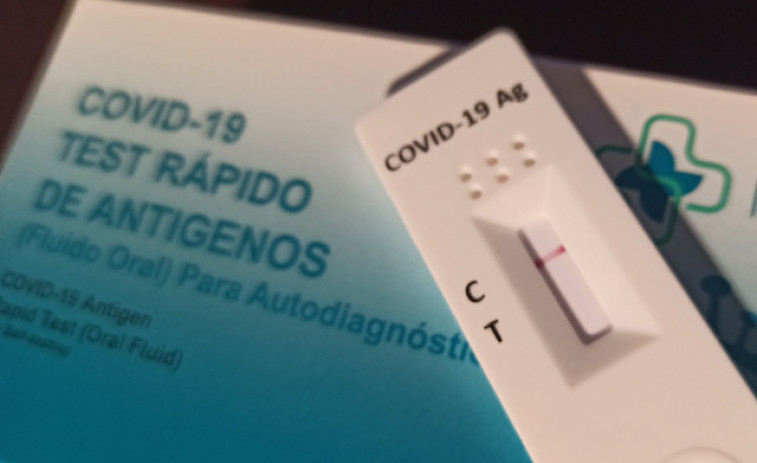 COVID-19
TEST RÁPIDO
DE ANTIGENOS
(Fluido Oral) Para Autodiagnósti
COVID-19 Antigen
Rapid Test (Oral Fluid)
COVID-19 Ag
C
T